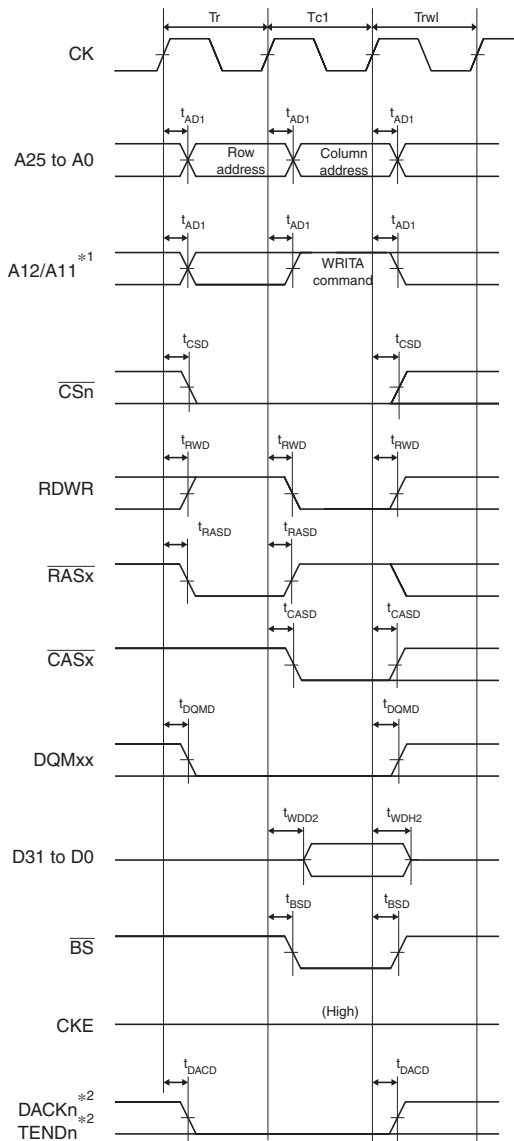 Tr Tc1 Trwl
CK
tAD1 tAD1 tAD1
A25 to A0
Row address
Column address
tAD1 tAD1 tAD1
A12/A11*1
WRITA command
tCSD tCSD
CSn
tRWD tRWD tRWD
RDWR
tRASD tRASD
RASx
tCASD tCASD
CASx
tDQMD tDQMD
DQMxx
tWDD2 tWDH2
D31 to D0
tBSD tBSD
BS
(High)
CKE
tDACD tDACD
DACKn*2
TENDn*2